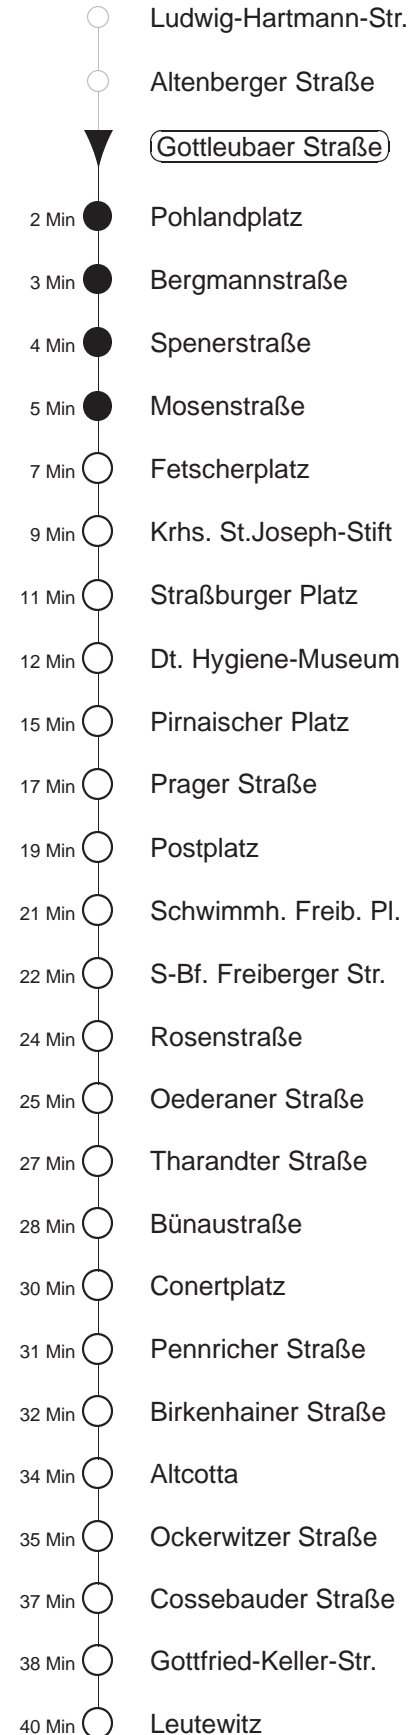 Ludwig-Hartmann-Str.
Altenberger Straße
Gottleubaer Straße
2 Min Pohlandplatz
3 Min Bergmannstraße
4 Min Spenerstraße
5 Min Mosenstraße
7 Min Fetscherplatz
9 Min Krhs. St.Joseph-Stift
11 Min Straßburger Platz
12 Min Dt. Hygiene-Museum
15 Min Pirnaischer Platz
17 Min Prager Straße
19 Min Postplatz
21 Min Schwimmh. Freib. Pl.
22 Min S-Bf. Freiberger Str.
24 Min Rosenstraße
25 Min Oederaner Straße
27 Min Tharandter Straße
28 Min Bünaustraße
30 Min Conertplatz
31 Min Pennricher Straße
32 Min Birkenhainer Straße
34 Min Altcotta
35 Min Ockerwitzer Straße
37 Min Cossebauder Straße
38 Min Gottfried-Keller-Str.
40 Min Leutewitz